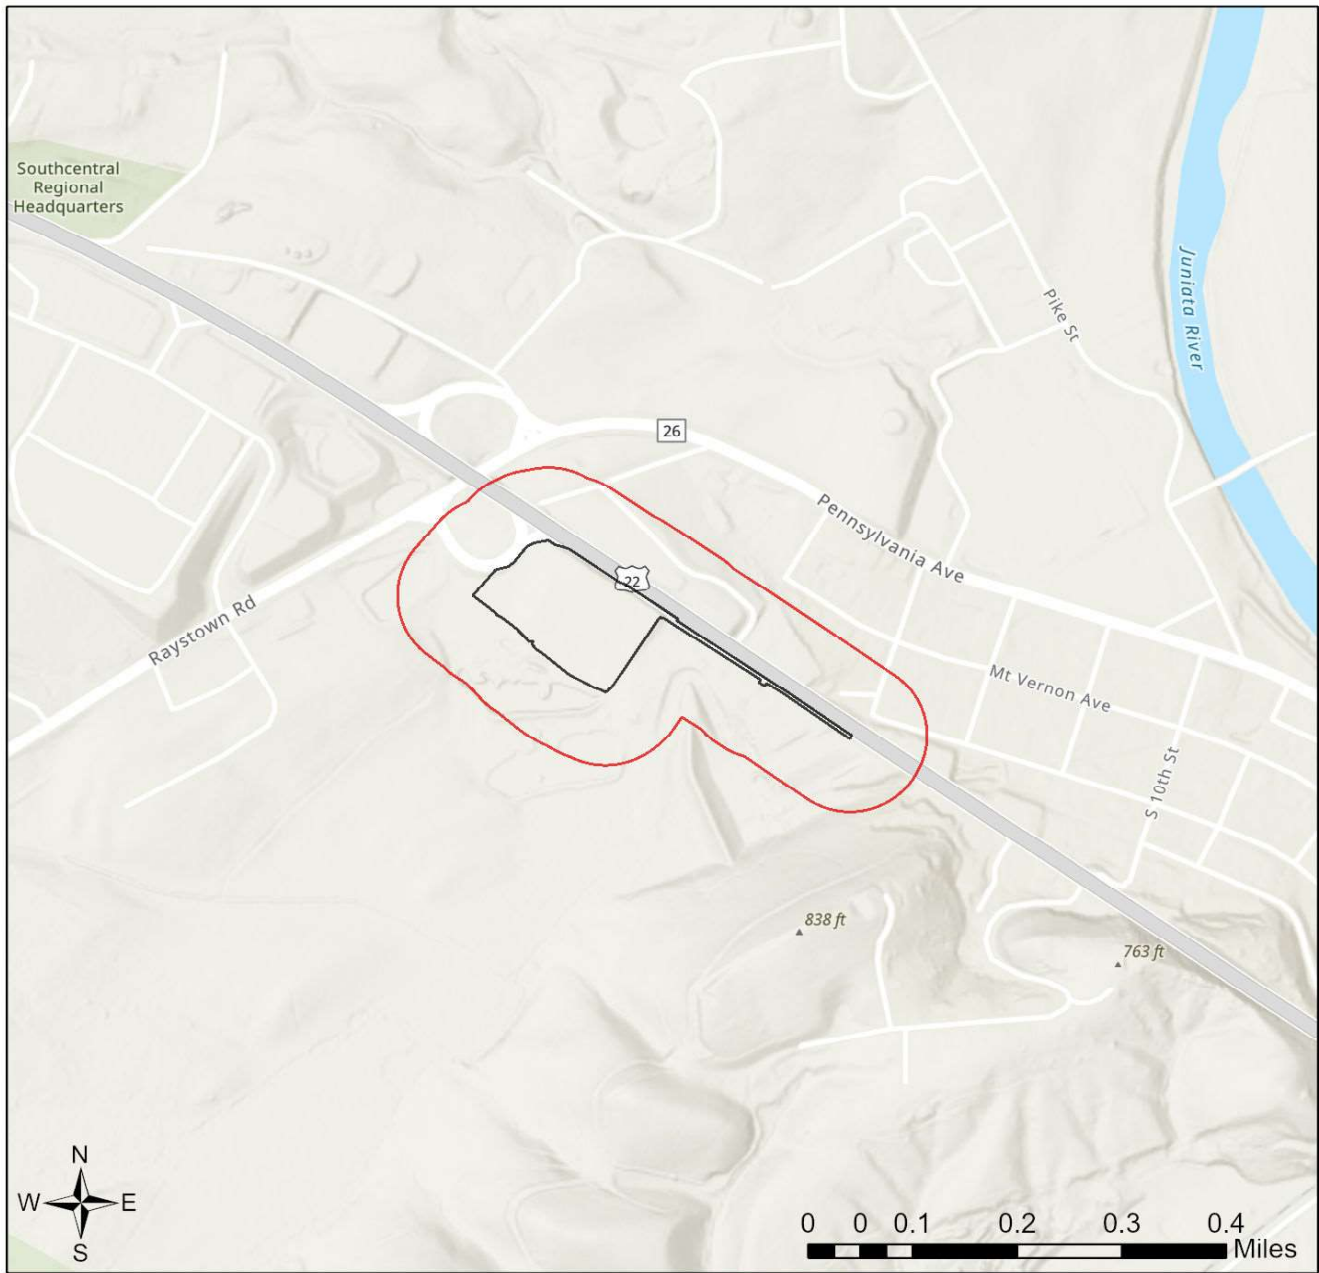 Southcentral
Regional
Headquarters
Juniata River
Pike St
26
Pennsylvania Ave
22
Raystown Rd
Mt Vernon Ave
S 10th St
838 ft
763 ft
N
W E
S
0 0 0.1 0.2 0.3 0.4
Miles